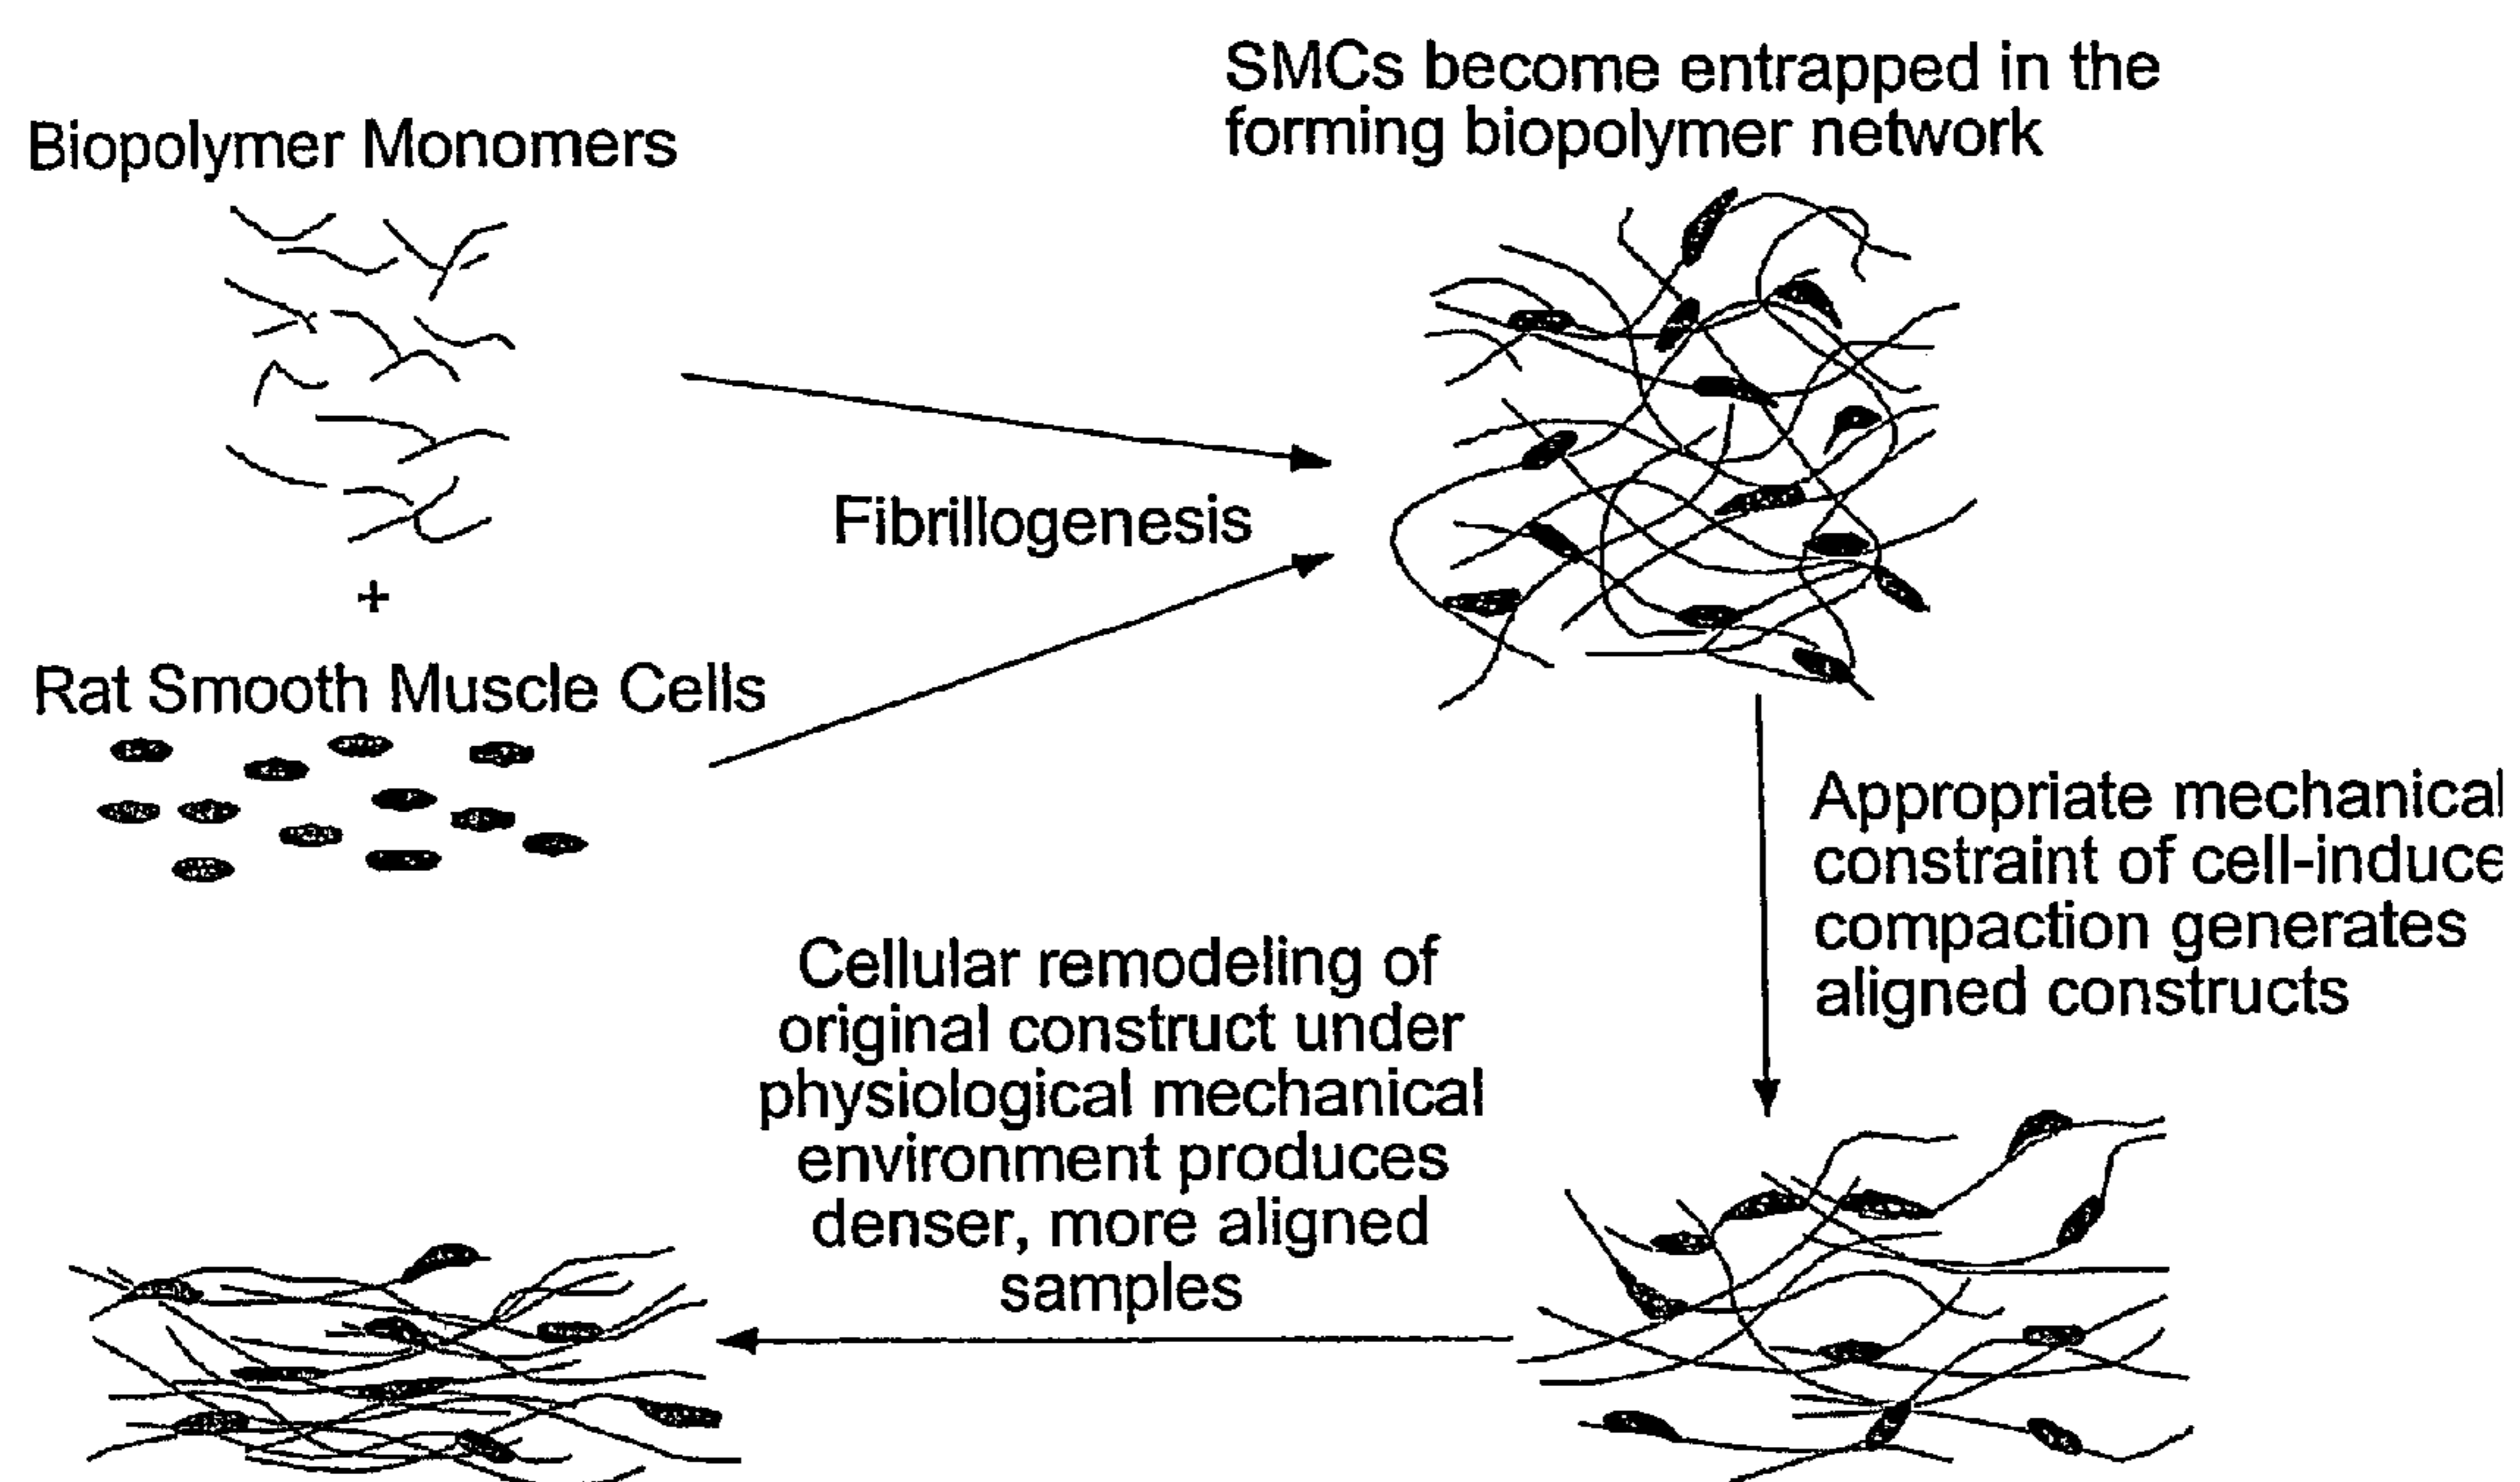 Biopolymer Monomers
+
Rat Smooth Muscle Cells
Fibrillogenesis
SMCs become entrapped in the
forming biopolymer network
Appropriate mechanical
constraint of cell-induce
compaction generates
aligned constructs
Cellular remodeling of
original construct under
physiological mechanical
environment produces
denser, more aligned
samples